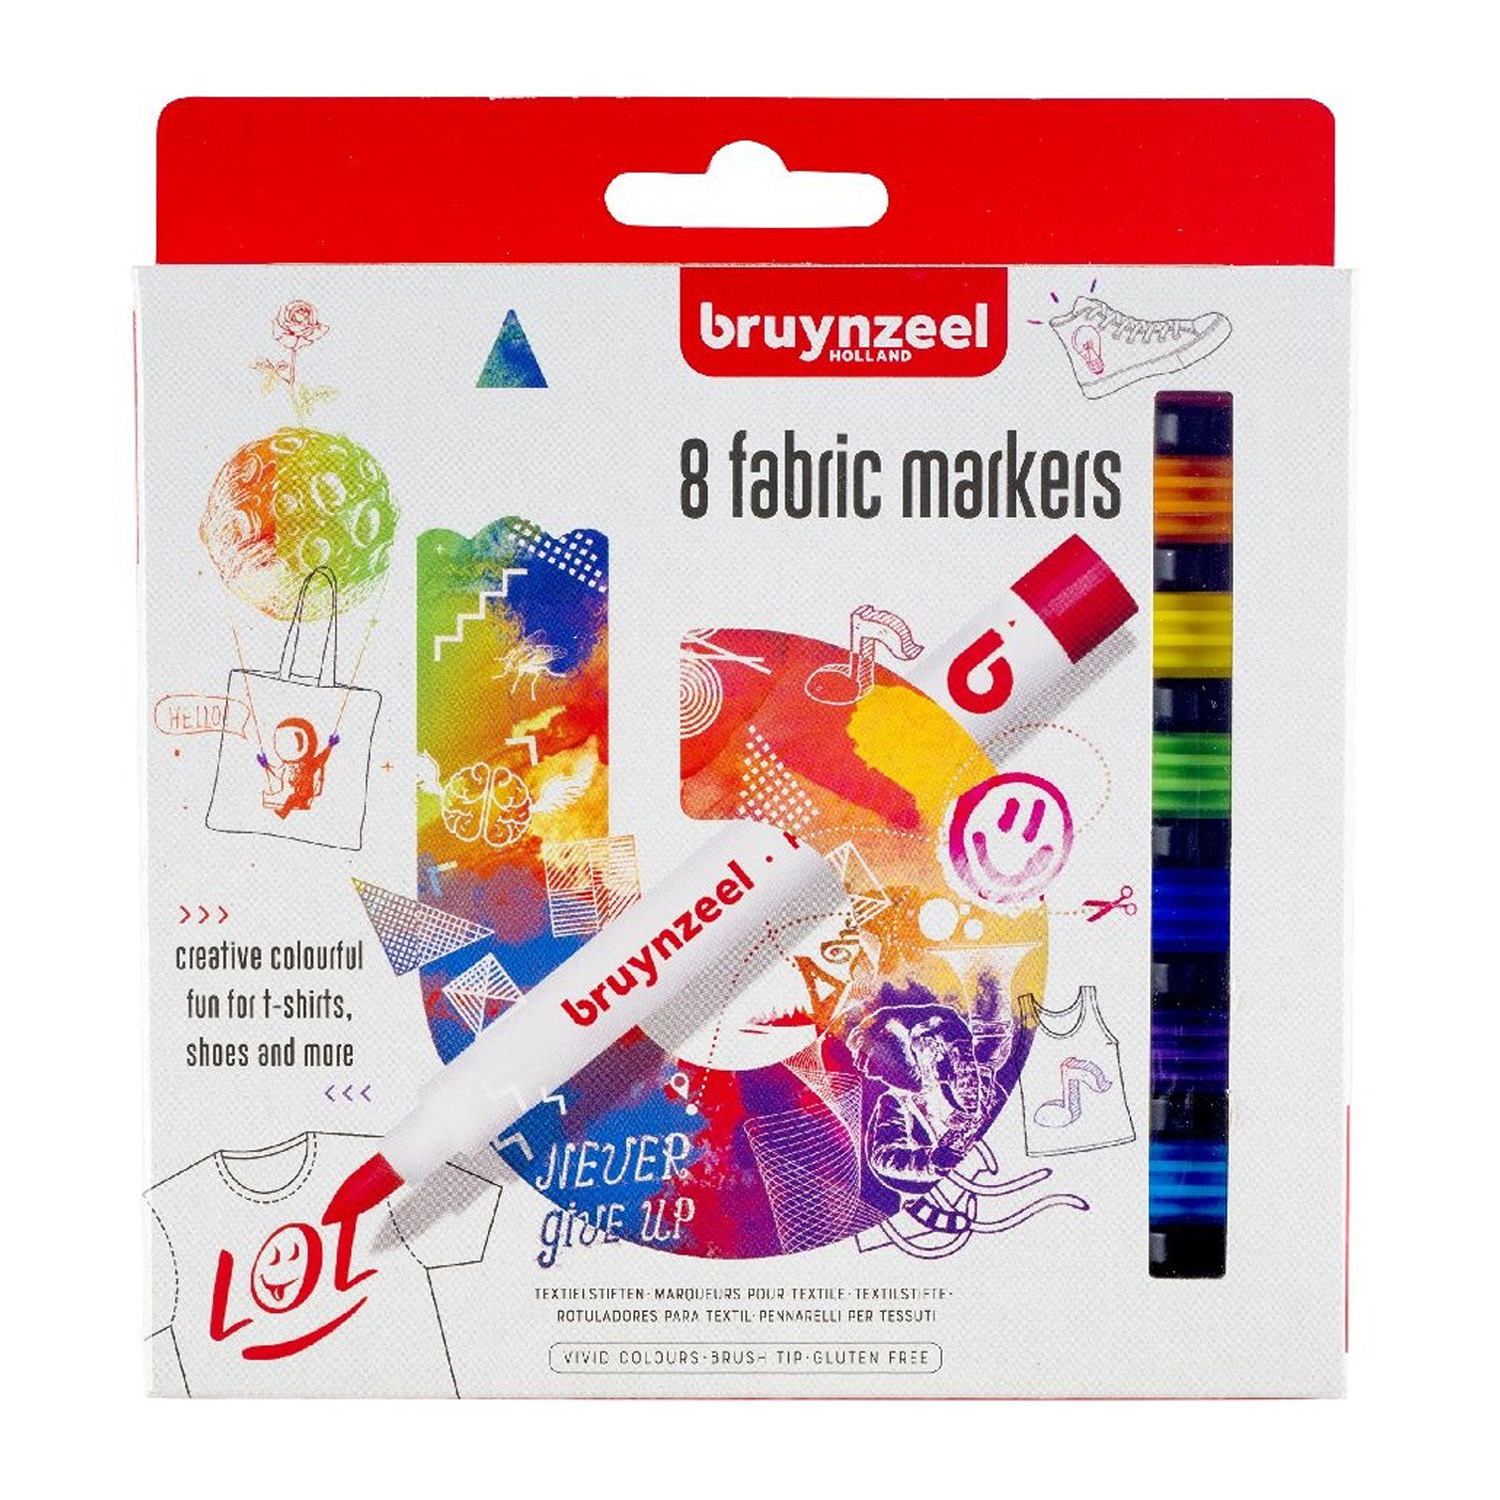 bruynzeel
HOLLAND
8 fabric markers
HELLO
creative colourful
fun for t-shirts,
shoes and more
bruynzeel
LOT
NEVER
giVE UP
TEXTIELSTIFTEN · MARQUEURS POUR TEXTILE · TEXTILSTIFTE ·
ROTULADORES PARA TEXTIL · PENNARELLI PER TESSUTI
VIVID COLOURS · BRUSH TIP · GLUTEN FREE